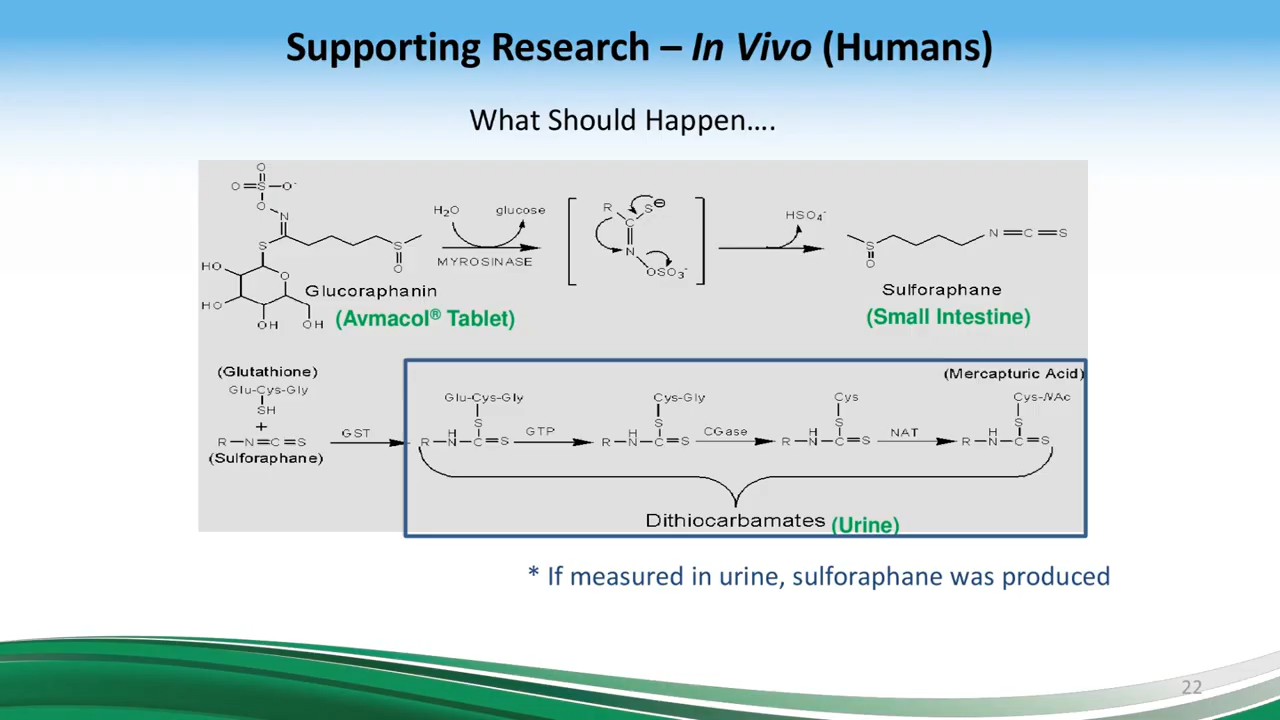 Supporting Research – In Vivo (Humans)
What Should Happen….
O
O=S—O-
O
N
S
S
O
HO
HO
HO
O
OH
OH
Glucoraphanin
(Avmacol® Tablet)
H2O glucose
MYROSINASE
R S⊖
C
N
OSO3-
HSO4-
S
O
N=C=S
Sulforaphane
(Small Intestine)
(Glutathione)
Glu-Cys-Gly
SH
+
R—N=C=S
(Sulforaphane)
GST
Glu-Cys-Gly
S
H
R—N—C=S
GTP
Cys-Gly
S
H
R—N—C=S
CGase
Cys
S
H
R—N—C=S
NAT
(Mercapturic Acid)
Cys-NAc
S
H
R—N—C=S
Dithiocarbamates (Urine)
* If measured in urine, sulforaphane was produced
22